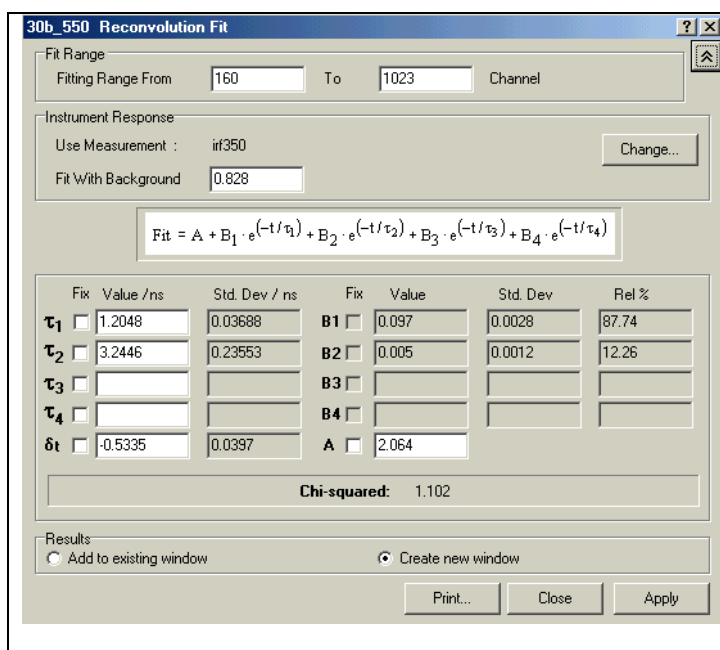 30b_550 Reconvolution Fit
Fit Range
Fitting Range From 160 To 1023 Channel
Instrument Response
Use Measurement : irf350 Change...
Fit With Background 0.828
Fit = A + B₁ · e^(-t/τ₁) + B₂ · e^(-t/τ₂) + B₃ · e^(-t/τ₃) + B₄ · e^(-t/τ₄)
Fix Value /ns Std. Dev / ns Fix Value Std. Dev Rel %
τ₁ 1.2048 0.03688 B1 0.097 0.0028 87.74
τ₂ 3.2446 0.23553 B2 0.005 0.0012 12.26
τ₃ B3
τ₄ B4
δt -0.5335 0.0397 A 2.064
Chi-squared: 1.102
Results
Add to existing window Create new window
Print... Close Apply